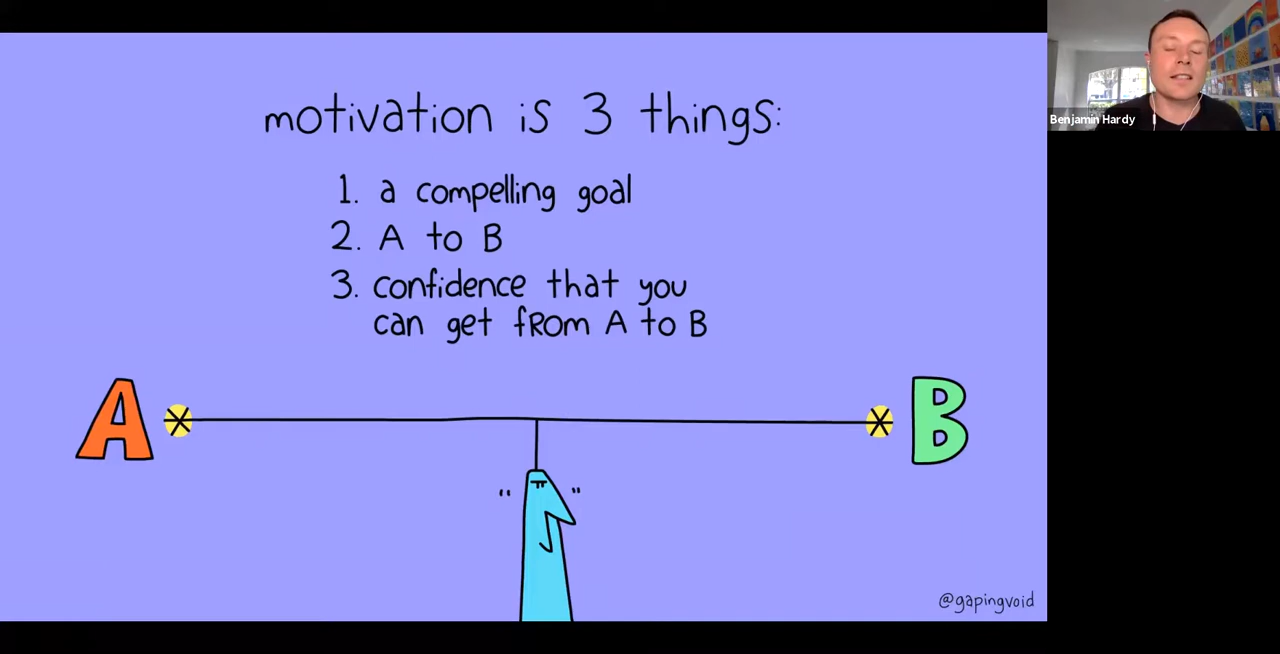 motivation is 3 things:
1. a compelling goal
2. A to B
3. confidence that you
can get from A to B
A
B
@gapingvoid
Benjamin Hardy